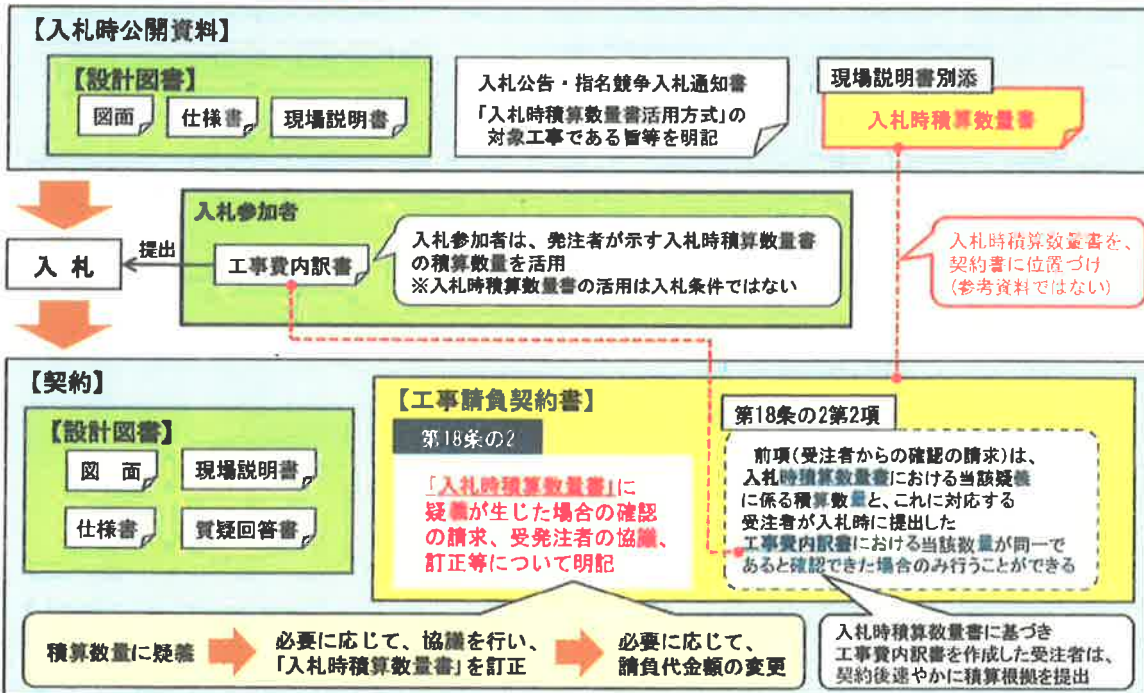 【入札時公開資料】
【設計図書】
図面
仕様書
現場説明書
入札公告・指名競争入札通知書
「入札時積算数量書活用方式」の
対象工事である旨等を明記
現場説明書別添
入札時積算数量書
入札
提出
入札参加者
工事費内訳書
入札参加者は、発注者が示す入札時積算数量書
の積算数量を活用
※入札時積算数量書の活用は入札条件ではない
入札時積算数量書を、
契約書に位置づけ
(参考資料ではない)
【契約】
【設計図書】
図 面
現場説明書
仕様書
質疑回答書
【工事請負契約書】
第18条の2
「入札時積算数量書」に
疑義が生じた場合の確認
の請求、受発注者の協議、
訂正等について明記
第18条の2第2項
前項(受注者からの確認の請求)は、
入札時積算数量書における当該疑義
に係る積算数量と、これに対応する
受注者が入札時に提出した
工事費内訳書における当該数量が同一で
あると確認できた場合のみ行うことができる
積算数量に疑義
必要に応じて、協議を行い、
「入札時積算数量書」を訂正
必要に応じて、
請負代金額の変更
入札時積算数量書に基づき
工事費内訳書を作成した受注者は、
契約後速やかに積算根拠を提出